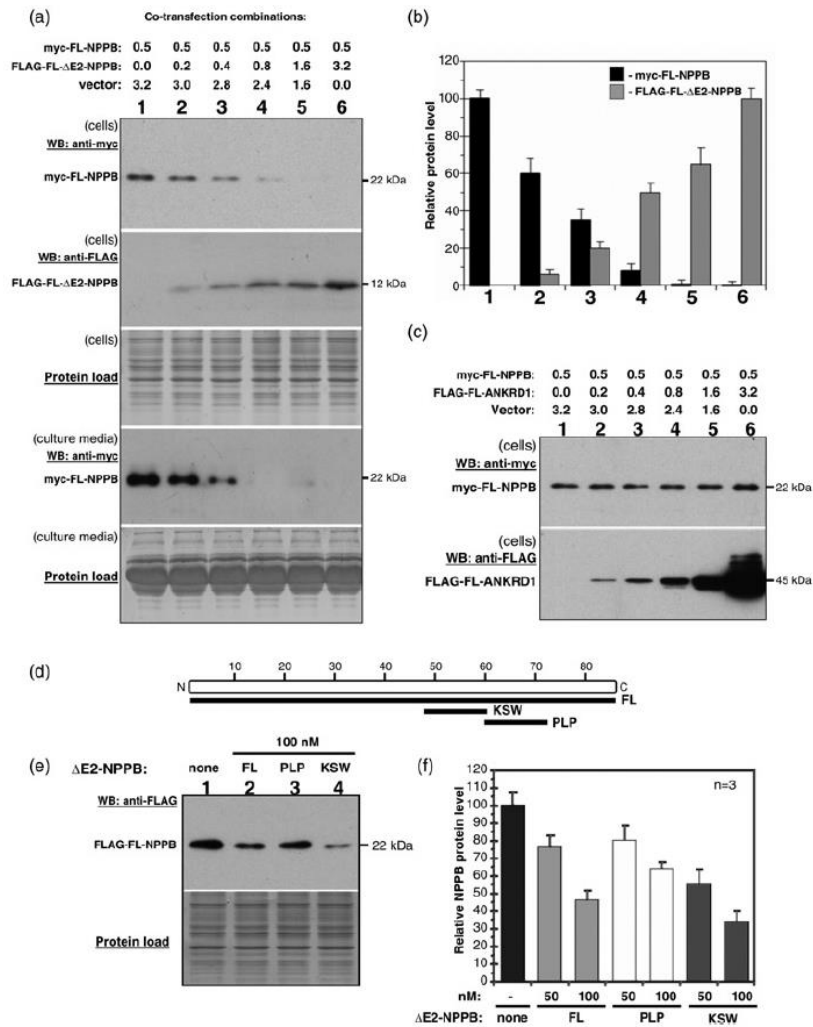 (a)
Co-transfection combinations:
myc-FL-NPPB: 0.5 0.5 0.5 0.5 0.5 0.5
FLAG-FL-ΔE2-NPPB: 0.0 0.2 0.4 0.8 1.6 3.2
vector: 3.2 3.0 2.8 2.4 1.6 0.0
1 2 3 4 5 6
(cells)
WB: anti-myc
myc-FL-NPPB
22 kDa
(cells)
WB: anti-FLAG
FLAG-FL-ΔE2-NPPB
12 kDa
(cells)
Protein load
(culture media)
WB: anti-myc
myc-FL-NPPB
22 kDa
(culture media)
Protein load
(b)
Relative protein level
120
100
80
60
40
20
0
- myc-FL-NPPB
- FLAG-FL-ΔE2-NPPB
1 2 3 4 5 6
(c)
myc-FL-NPPB: 0.5 0.5 0.5 0.5 0.5 0.5
FLAG-FL-ANKRD1: 0.0 0.2 0.4 0.8 1.6 3.2
Vector: 3.2 3.0 2.8 2.4 1.6 0.0
1 2 3 4 5 6
(cells)
WB: anti-myc
myc-FL-NPPB
22 kDa
(cells)
WB: anti-FLAG
FLAG-FL-ANKRD1
45 kDa
(d)
10 20 30 40 50 60 70 80
N C
FL
KSW
PLP
(e)
100 nM
ΔE2-NPPB: none FL PLP KSW
1 2 3 4
WB: anti-FLAG
FLAG-FL-NPPB
22 kDa
Protein load
(f)
Relative NPPB protein level
120
110
100
90
80
70
60
50
40
30
20
10
0
n=3
nM: - 50 100 50 100 50 100
ΔE2-NPPB: none FL PLP KSW